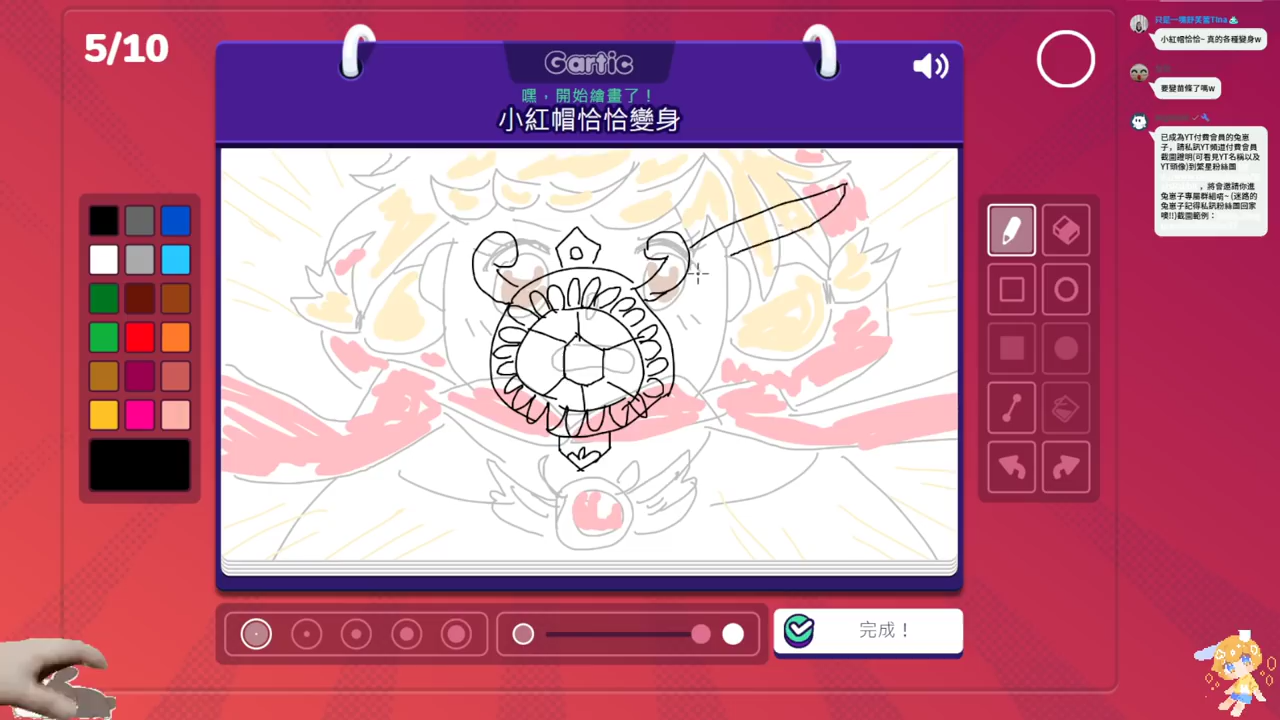 5/10
Gartic
嘿，開始繪畫了！
小紅帽恰恰變身
完成！
只是一嘴舒芙蕾Tina
小紅帽恰恰~ 真的各種變身w
要變苗條了嗎w
已成為YT付費會員的兔崽
子，請私訊YT頻道付費會員
截圖證明(可看見YT名稱以及
YT頭像)到繁星粉絲團
，將會邀請你進
兔崽子專屬群組唷~ (迷路的
兔崽子記得私訊粉絲團回家
噢!!)截圖範例：